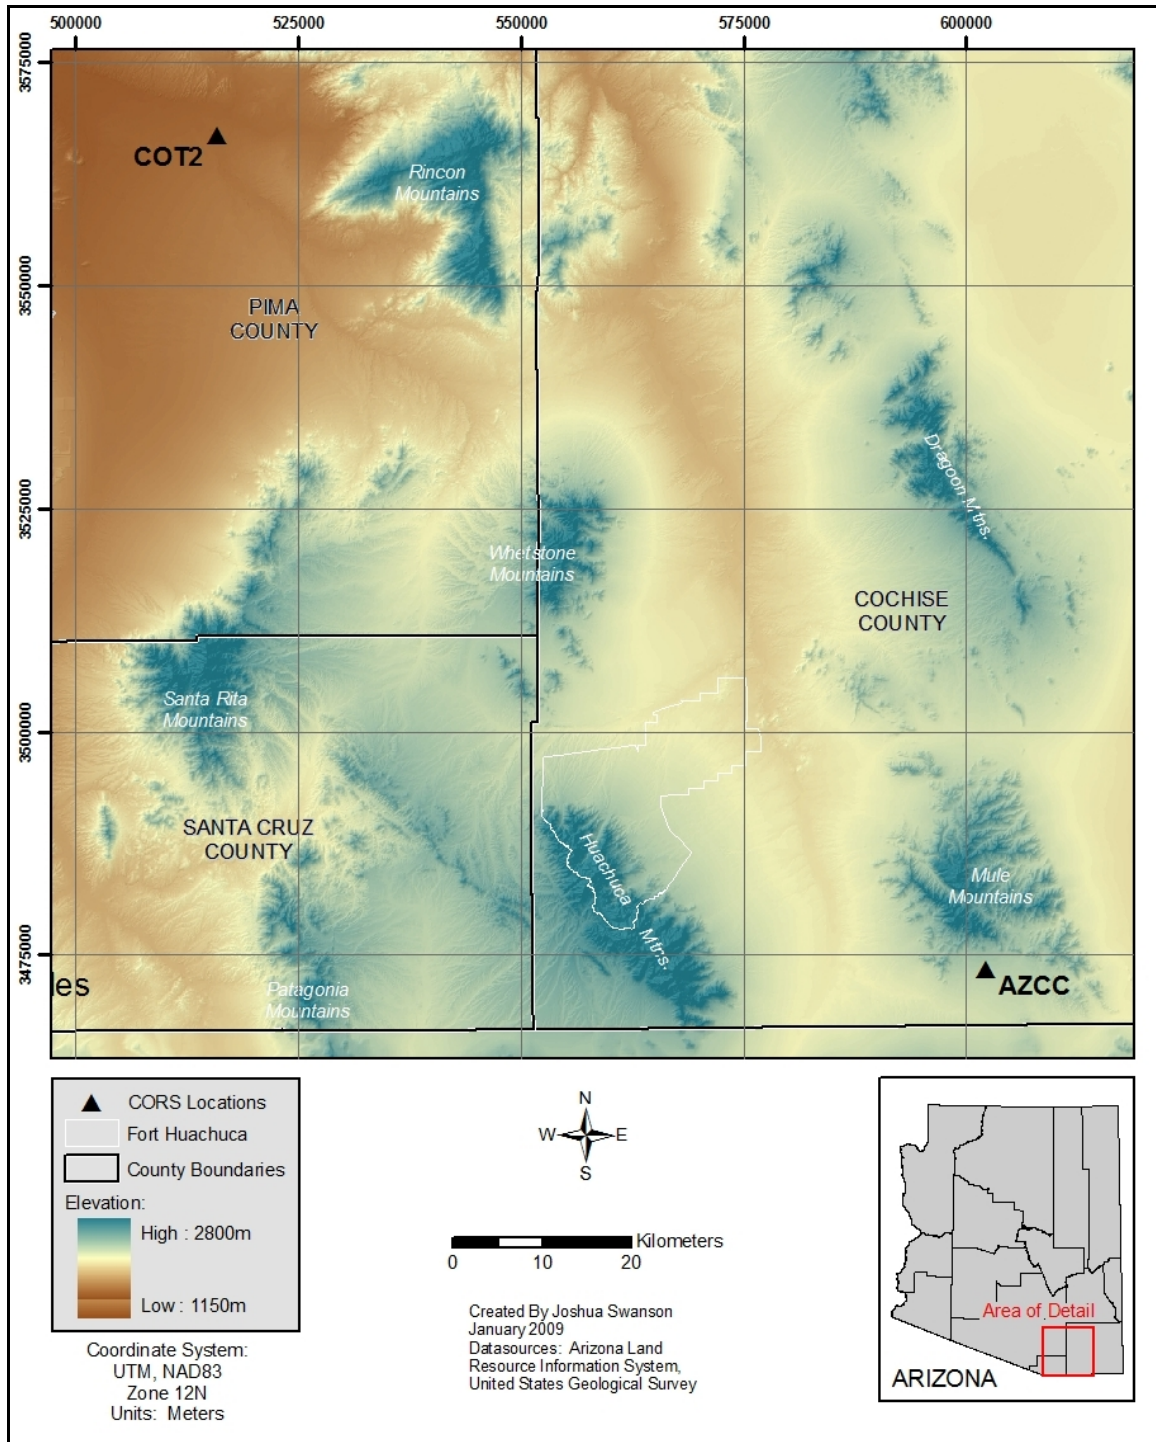 500000 525000 550000 575000 600000
3575000
COT2
Rincon
Mountains
3550000
PIMA
COUNTY
Dragoon Mtns.
3525000
Whetstone
Mountains
COCHISE
COUNTY
Santa Rita
Mountains
3500000
SANTA CRUZ
COUNTY
Huachuca
Mtns.
Mule
Mountains
3475000
les
Patagonia
Mountains
AZCC
CORS Locations
Fort Huachuca
County Boundaries
Elevation:
High : 2800m
Low : 1150m
Coordinate System:
UTM, NAD83
Zone 12N
Units: Meters
N
W E
S
Kilometers
0 10 20
Created By Joshua Swanson
January 2009
Datasources: Arizona Land
Resource Information System,
United States Geological Survey
Area of Detail
ARIZONA